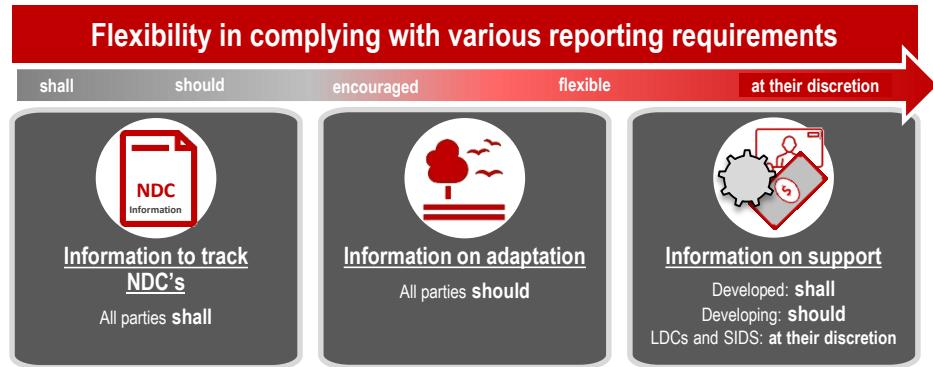 Flexibility in complying with various reporting requirements
shall should encouraged flexible at their discretion
NDC
Information
Information to track
NDC's
All parties shall
Information on adaptation
All parties should
$
Information on support
Developed: shall
Developing: should
LDCs and SIDS: at their discretion